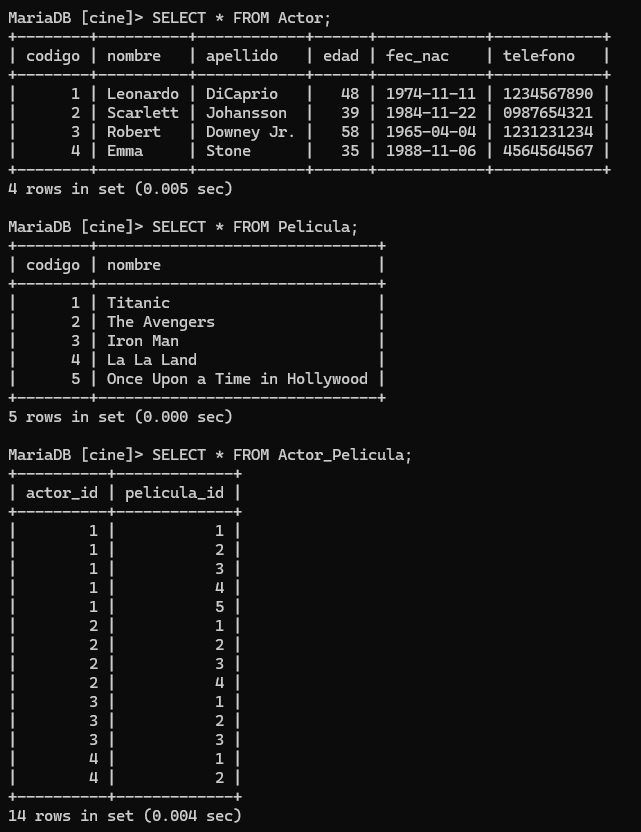 MariaDB [cine]> SELECT * FROM Actor;
+--------+----------+------------+------+------------+------------+
| codigo | nombre   | apellido   | edad | fec_nac    | telefono   |
+--------+----------+------------+------+------------+------------+
|      1 | Leonardo | DiCaprio   |   48 | 1974-11-11 | 1234567890 |
|      2 | Scarlett | Johansson  |   39 | 1984-11-22 | 0987654321 |
|      3 | Robert   | Downey Jr. |   58 | 1965-04-04 | 1231231234 |
|      4 | Emma     | Stone      |   35 | 1988-11-06 | 4564564567 |
+--------+----------+------------+------+------------+------------+
4 rows in set (0.005 sec)

MariaDB [cine]> SELECT * FROM Pelicula;
+--------+-------------------------------+
| codigo | nombre                        |
+--------+-------------------------------+
|      1 | Titanic                       |
|      2 | The Avengers                  |
|      3 | Iron Man                      |
|      4 | La La Land                    |
|      5 | Once Upon a Time in Hollywood |
+--------+-------------------------------+
5 rows in set (0.000 sec)

MariaDB [cine]> SELECT * FROM Actor_Pelicula;
+----------+-------------+
| actor_id | pelicula_id |
+----------+-------------+
|        1 |           1 |
|        1 |           2 |
|        1 |           3 |
|        1 |           4 |
|        1 |           5 |
|        2 |           1 |
|        2 |           2 |
|        2 |           3 |
|        2 |           4 |
|        3 |           1 |
|        3 |           2 |
|        3 |           3 |
|        4 |           1 |
|        4 |           2 |
+----------+-------------+
14 rows in set (0.004 sec)